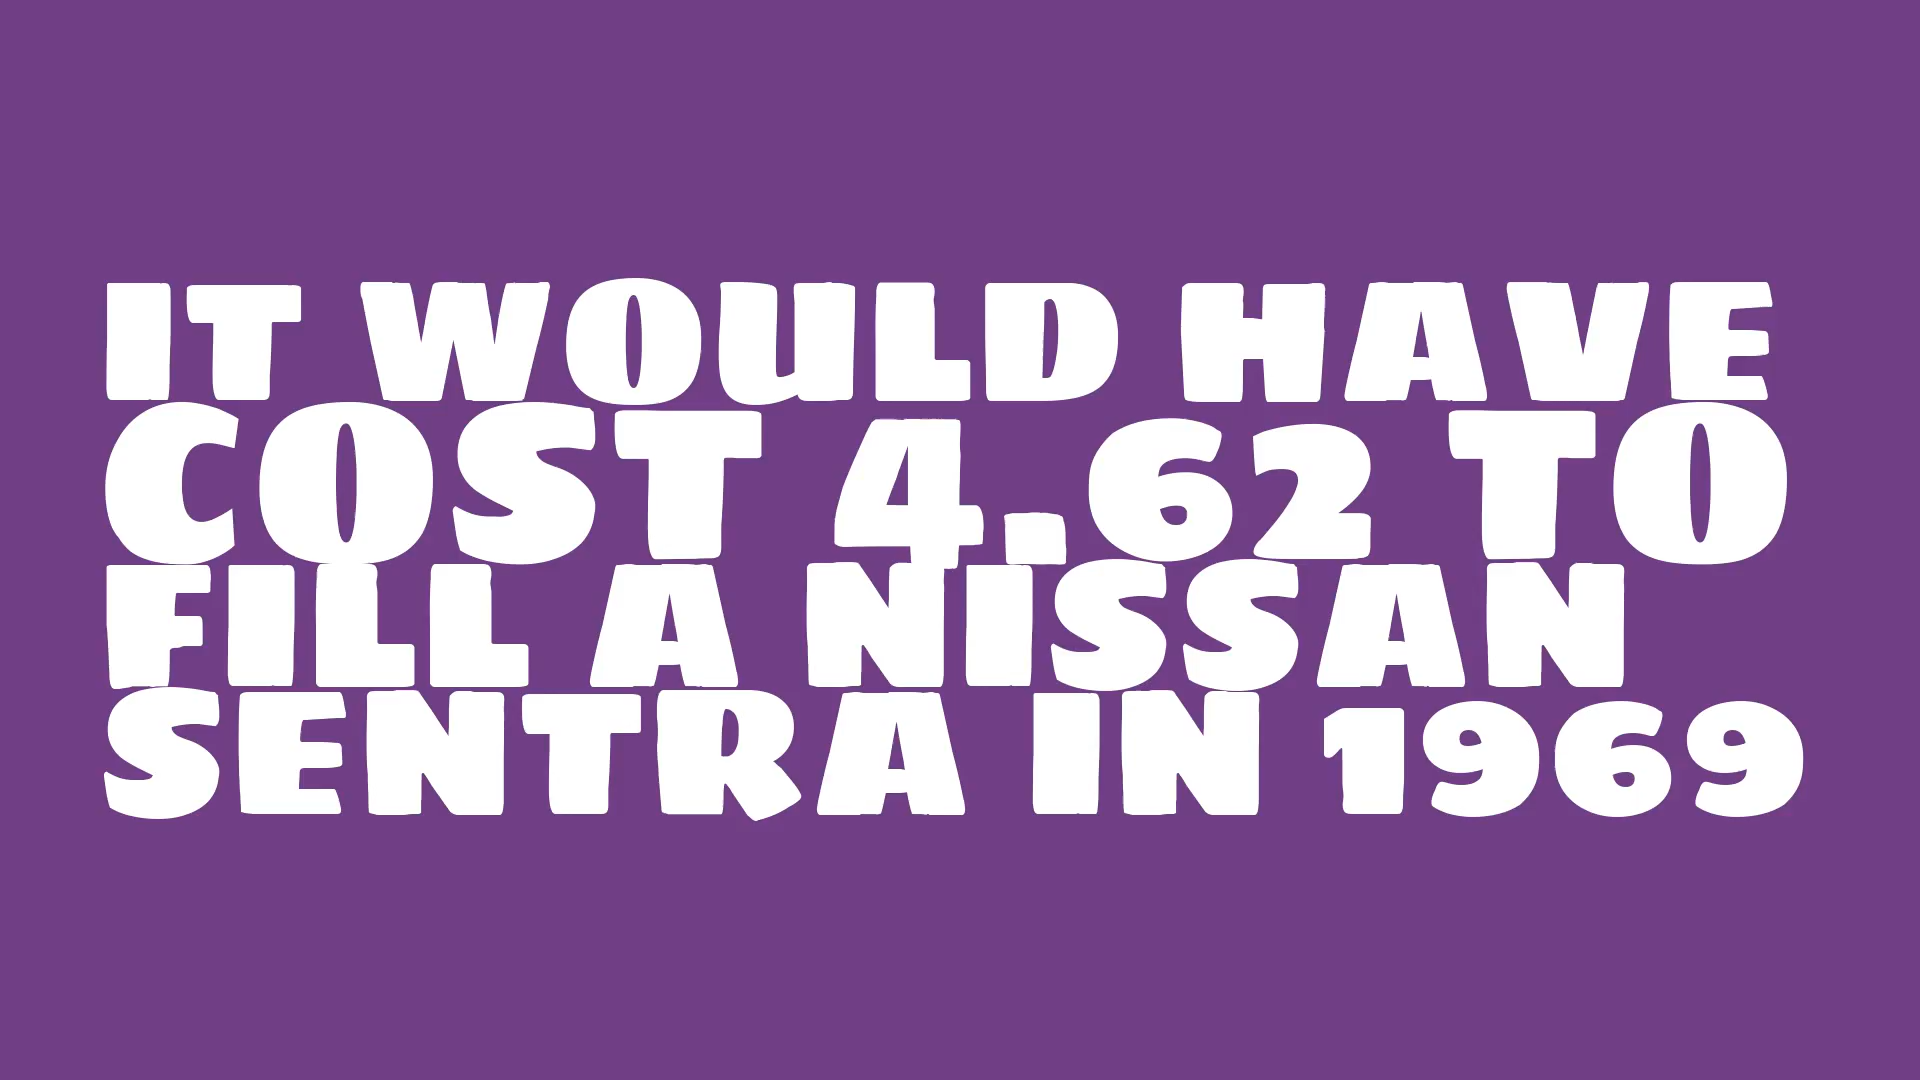 IT WOULD HAVE
COST 4.62 TO
FILL A NISSAN
SENTRA IN 1969